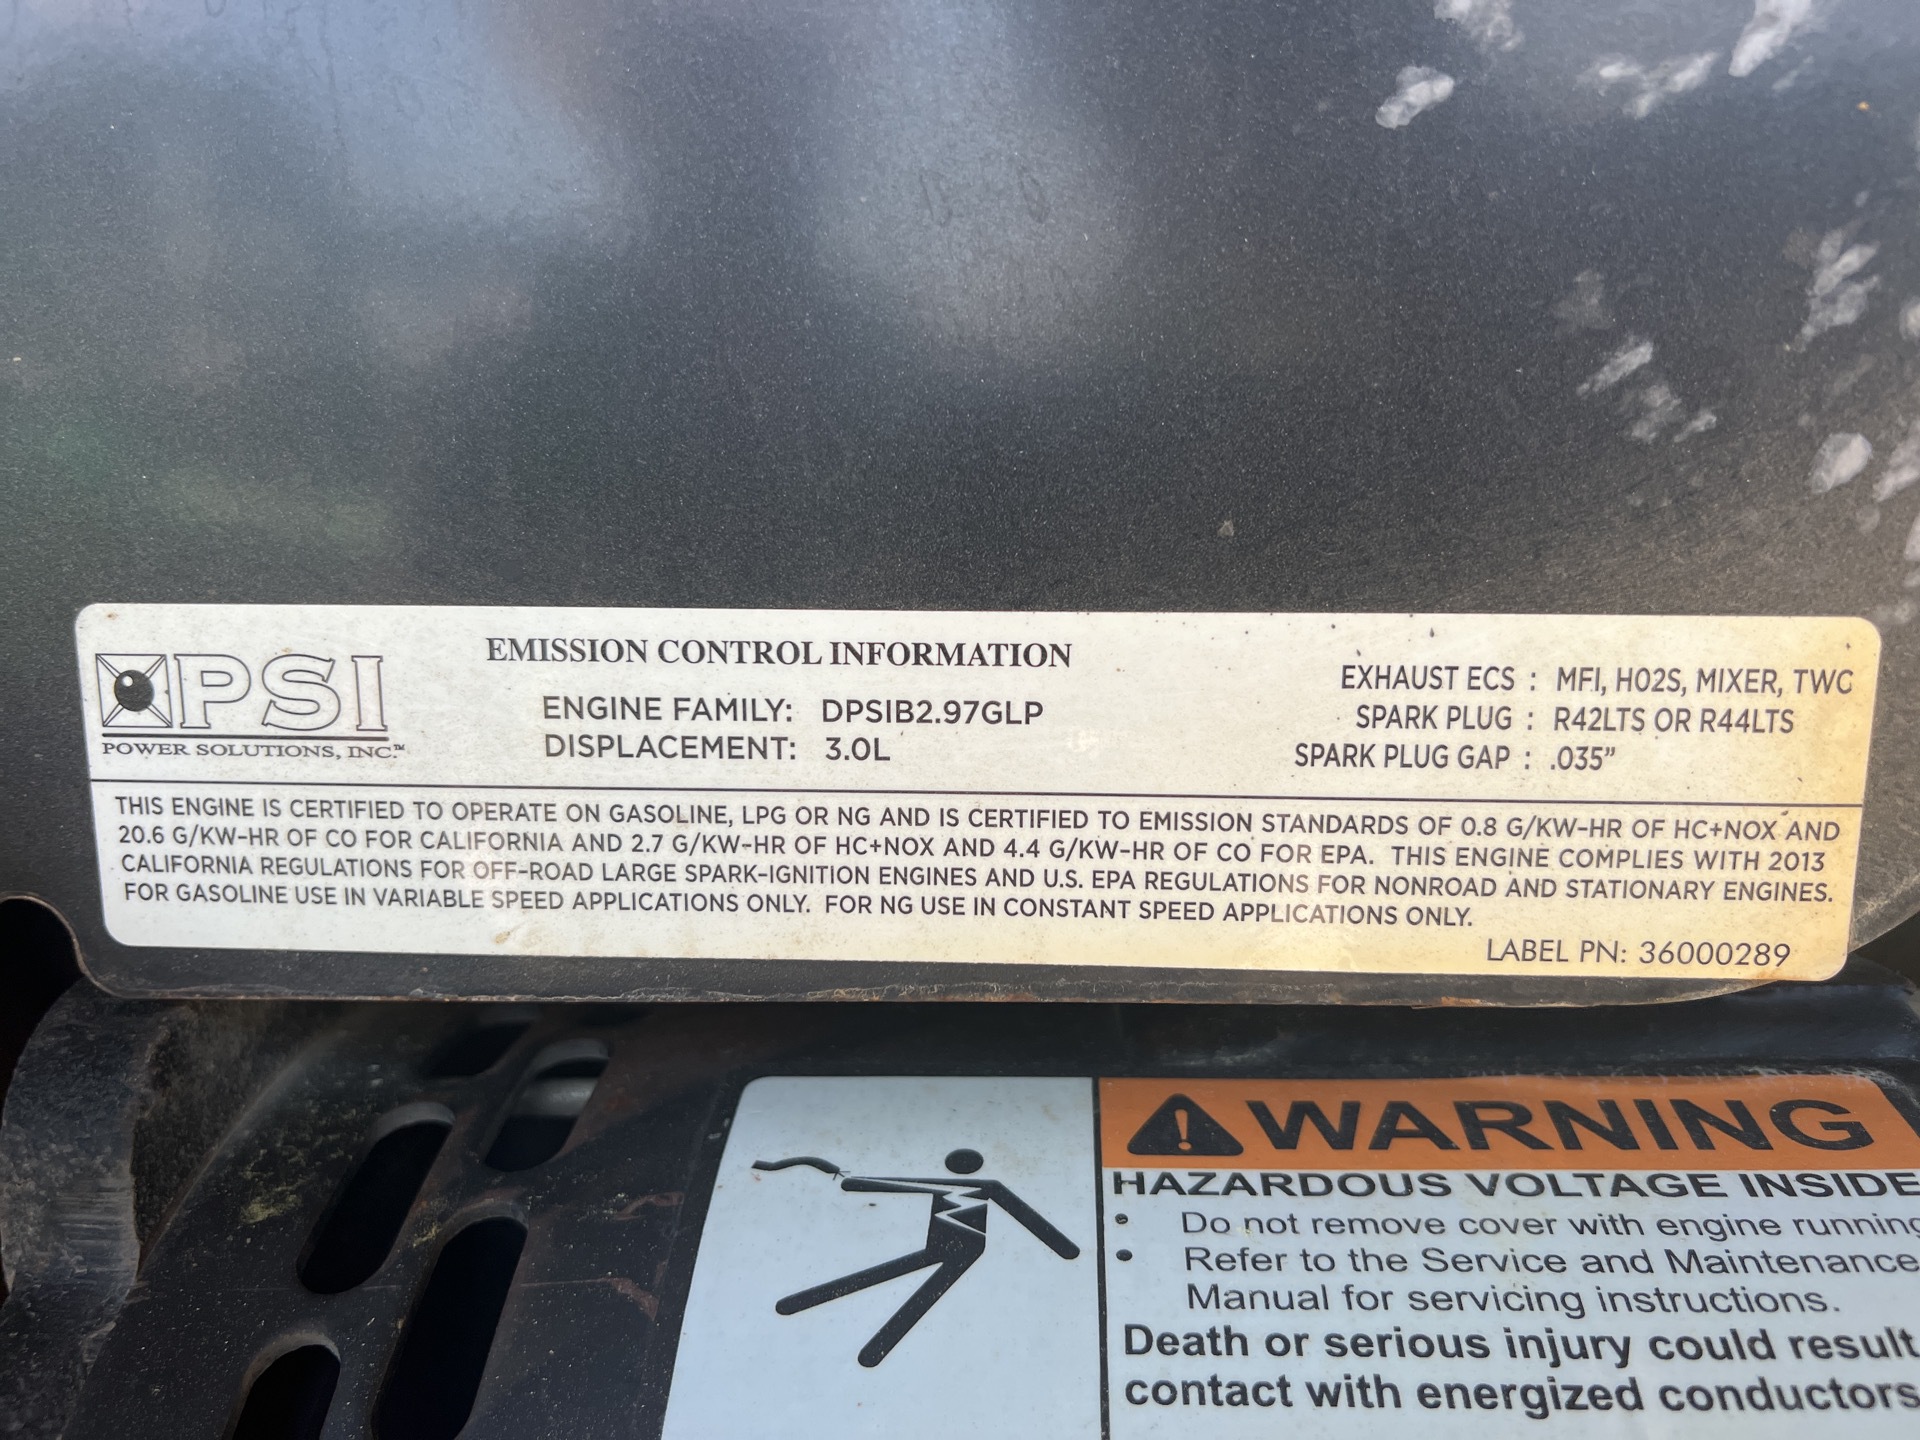 PSI
POWER SOLUTIONS, INC.™
EMISSION CONTROL INFORMATION
ENGINE FAMILY: DPSIB2.97GLP
DISPLACEMENT: 3.0L
EXHAUST ECS : MFI, HO2S, MIXER, TWC
SPARK PLUG : R42LTS OR R44LTS
SPARK PLUG GAP : .035”
THIS ENGINE IS CERTIFIED TO OPERATE ON GASOLINE, LPG OR NG AND IS CERTIFIED TO EMISSION STANDARDS OF 0.8 G/KW-HR OF HC+NOX AND
20.6 G/KW-HR OF CO FOR CALIFORNIA AND 2.7 G/KW-HR OF HC+NOX AND 4.4 G/KW-HR OF CO FOR EPA. THIS ENGINE COMPLIES WITH 2013
CALIFORNIA REGULATIONS FOR OFF-ROAD LARGE SPARK-IGNITION ENGINES AND U.S. EPA REGULATIONS FOR NONROAD AND STATIONARY ENGINES.
FOR GASOLINE USE IN VARIABLE SPEED APPLICATIONS ONLY. FOR NG USE IN CONSTANT SPEED APPLICATIONS ONLY.
LABEL PN: 36000289
WARNING
HAZARDOUS VOLTAGE INSIDE
• Do not remove cover with engine running
• Refer to the Service and Maintenance
Manual for servicing instructions.
Death or serious injury could result
contact with energized conductors